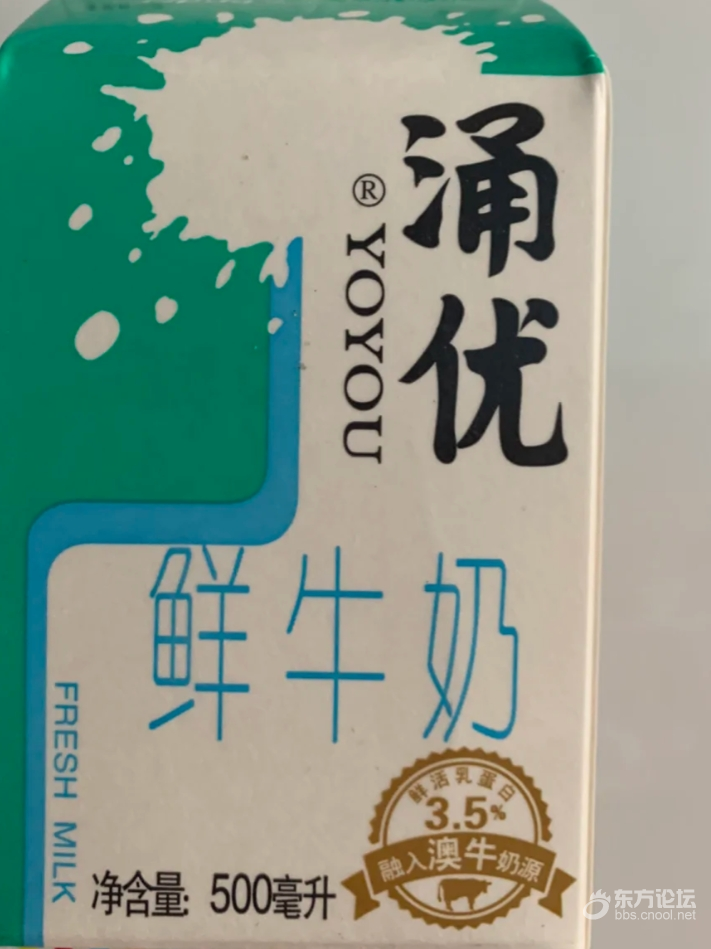 涌优
® YOYOU
鲜牛奶
FRESH MILK
鲜活乳蛋白
3.5%
融入澳牛奶源
净含量: 500毫升
东方论坛
bbs.cnool.net